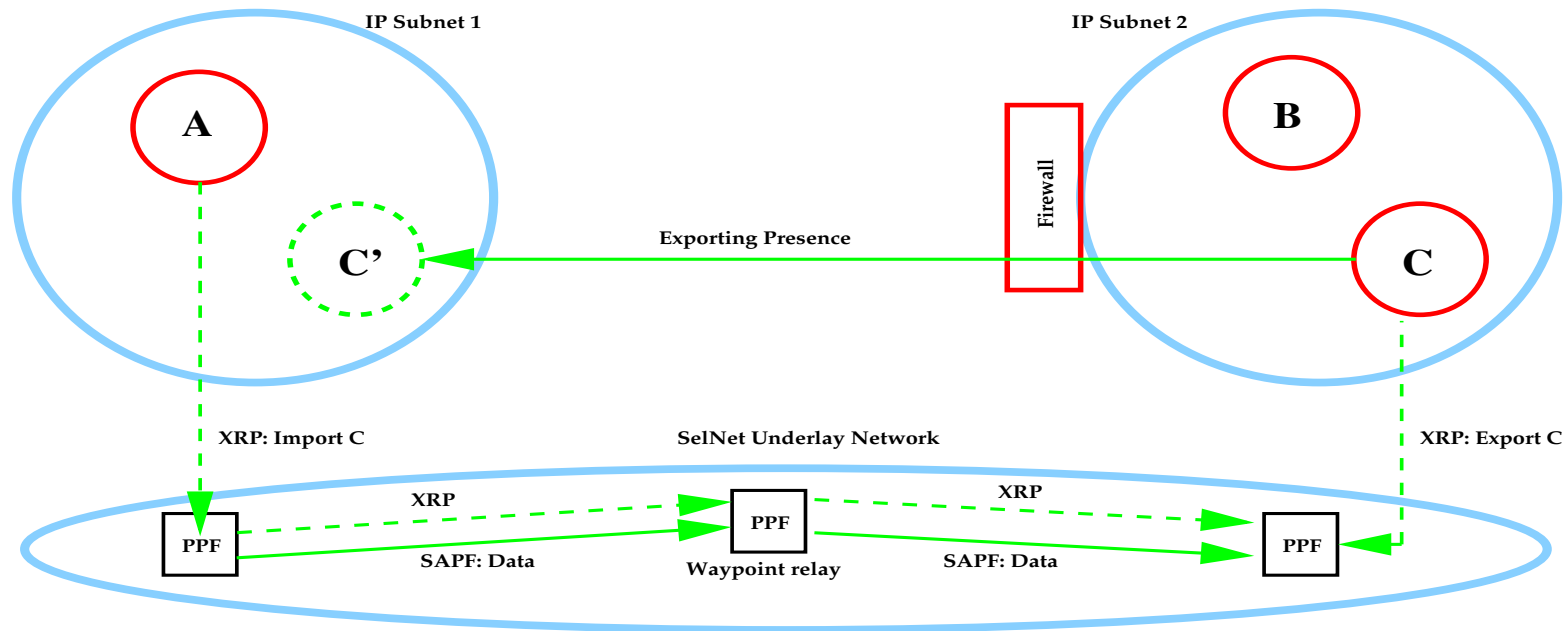 IP Subnet 1
IP Subnet 2
A
B
Firewall
Exporting Presence
C’
C
XRP: Import C
SelNet Underlay Network
XRP: Export C
XRP
XRP
PPF
PPF
PPF
SAPF: Data
Waypoint relay
SAPF: Data